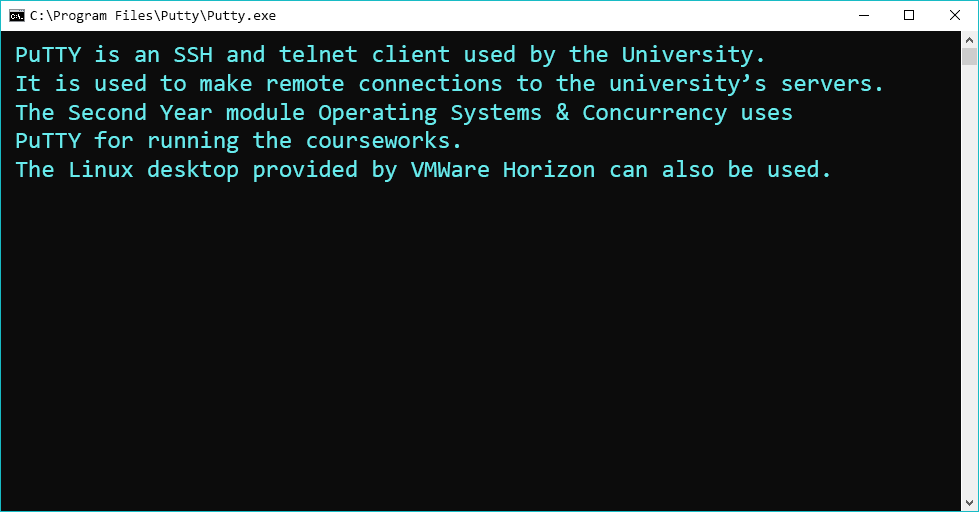 C:\Program Files\Putty\Putty.exe
PuTTY is an SSH and telnet client used by the University.
It is used to make remote connections to the university’s servers.
The Second Year module Operating Systems & Concurrency uses
PuTTY for running the courseworks.
The Linux desktop provided by VMWare Horizon can also be used.